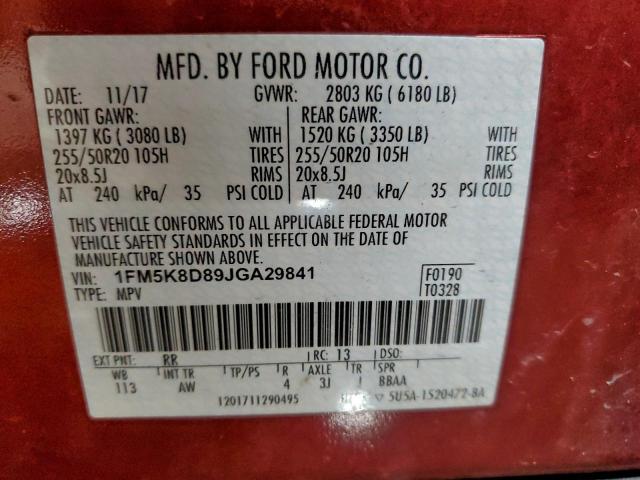 MFD. BY FORD MOTOR CO.
DATE: 11/17 GVWR: 2803 KG ( 6180 LB)
FRONT GAWR: REAR GAWR:
1397 KG ( 3080 LB) WITH 1520 KG ( 3350 LB) WITH
255/50R20 105H TIRES 255/50R20 105H TIRES
20x8.5J RIMS 20x8.5J RIMS
AT 240 kPa/ 35 PSI COLD AT 240 kPa/ 35 PSI COLD
THIS VEHICLE CONFORMS TO ALL APPLICABLE FEDERAL MOTOR
VEHICLE SAFETY STANDARDS IN EFFECT ON THE DATE OF
MANUFACTURE SHOWN ABOVE.
VIN: 1FM5K8D89JGA29841 F0190
TYPE: MPV T0328
EXT PNT: RR RC: 13 DSO:
WB INT TR TP/PS R AXLE TR SPR
113 AW 4 3J J BBAA
1201711290495 5U5A-1520472-BA